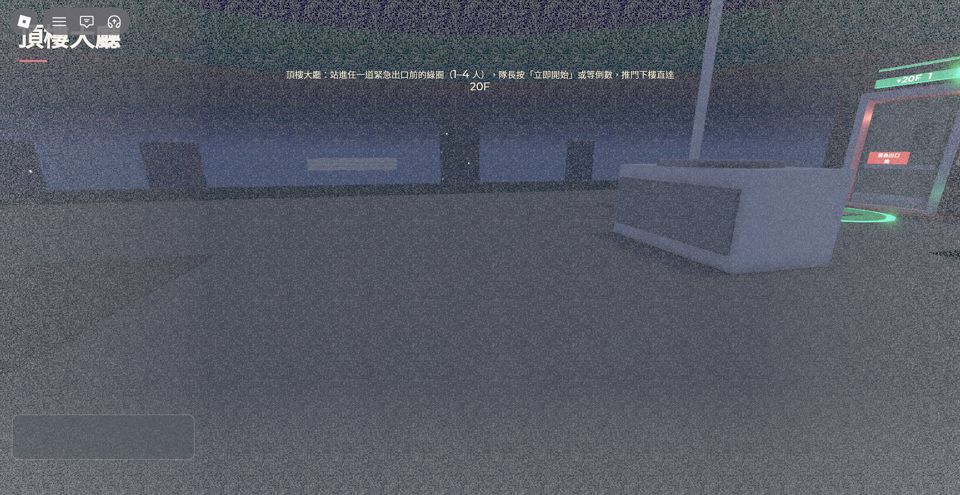 頂樓大廳
頂樓大廳：站進任一道緊急出口前的綠圈（1–4 人），隊長按「立即開始」或等倒數，推門下樓直達
20F
20F 1